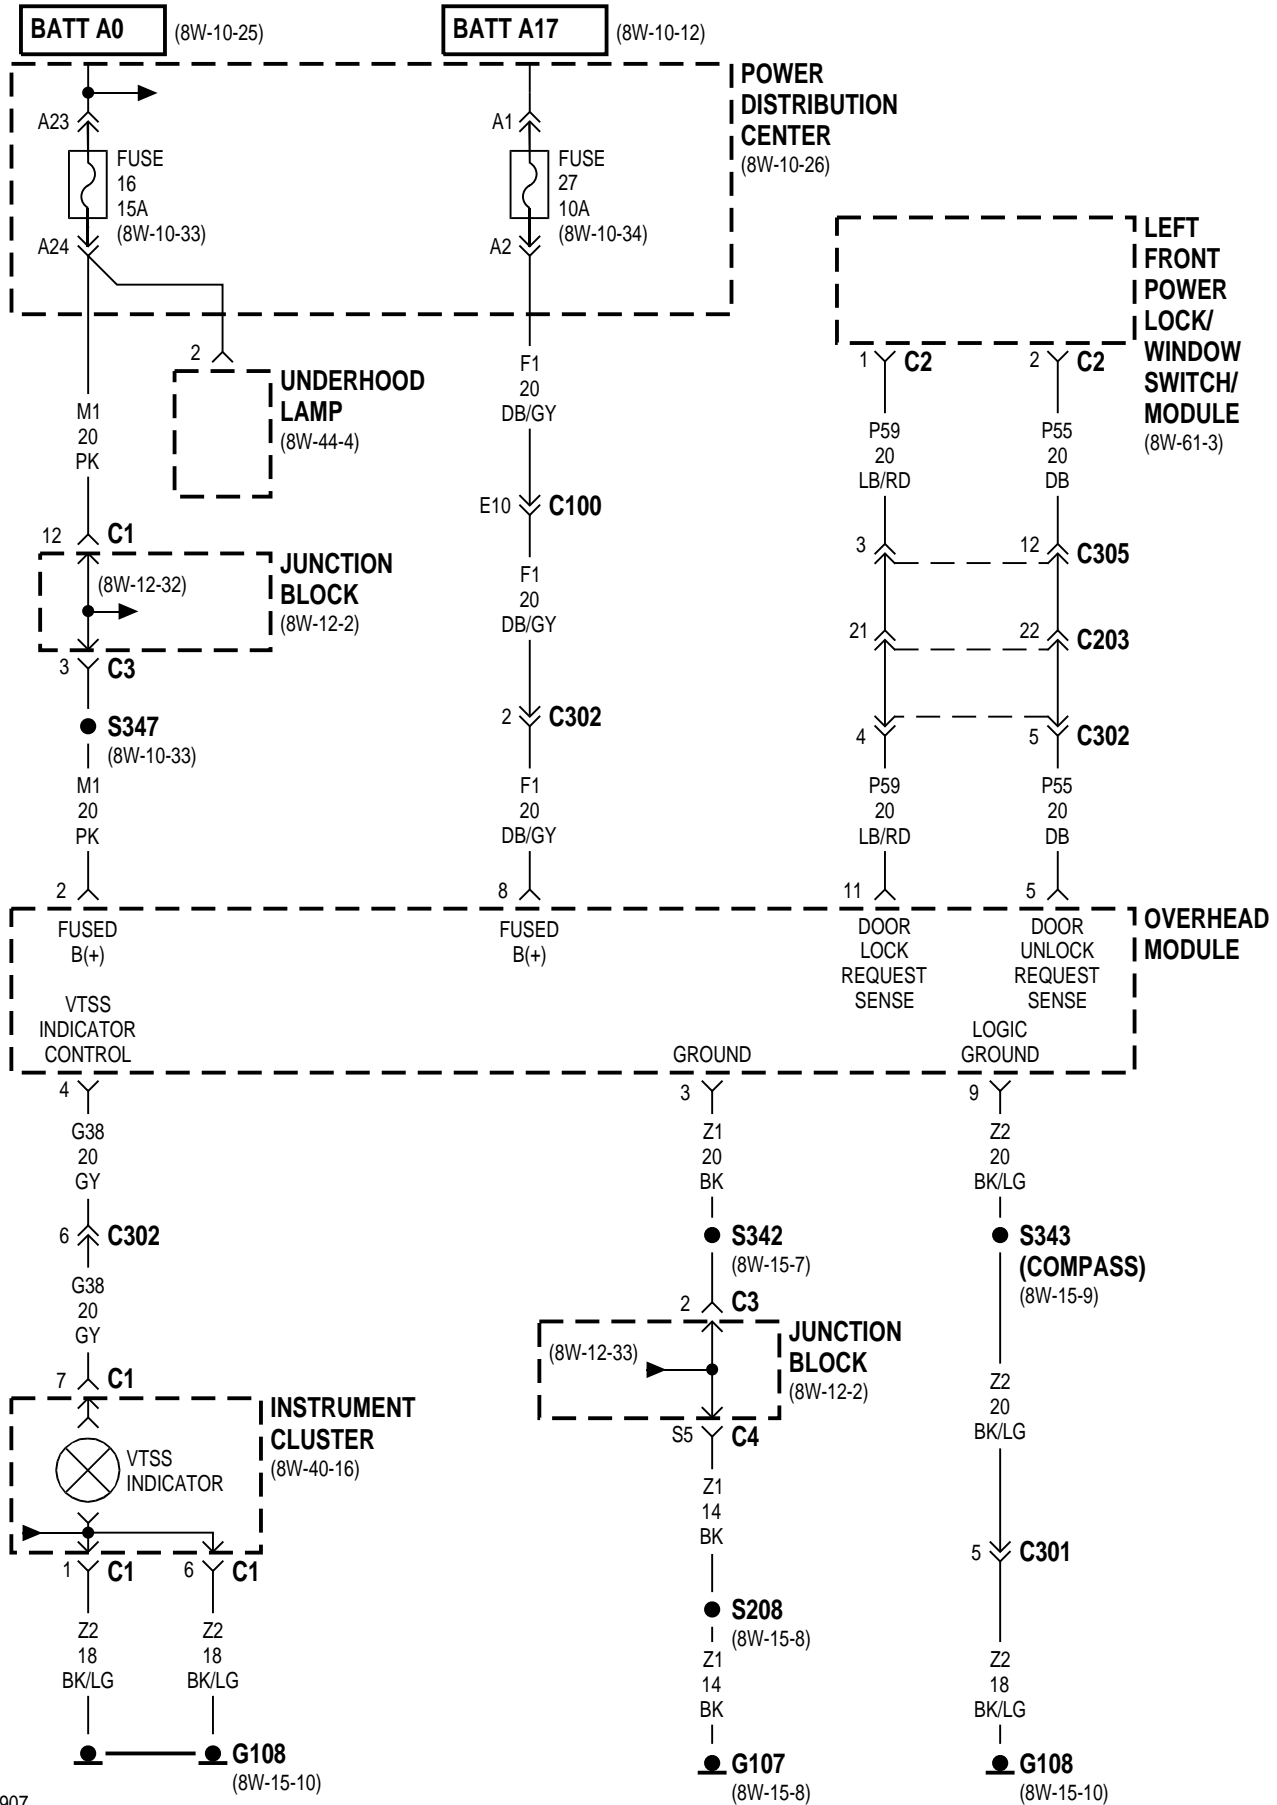 BATT A0
(8W-10-25)
BATT A17
(8W-10-12)
POWER
DISTRIBUTION
CENTER
(8W-10-26)
A23
FUSE
16
15A
(8W-10-33)
A24
A1
FUSE
27
10A
(8W-10-34)
A2
LEFT
FRONT
POWER
LOCK/
WINDOW
SWITCH/
MODULE
(8W-61-3)
2
UNDERHOOD
LAMP
(8W-44-4)
M1
20
PK
12 C1
JUNCTION
BLOCK
(8W-12-2)
(8W-12-32)
3 C3
S347
(8W-10-33)
M1
20
PK
2
F1
20
DB/GY
E10 C100
F1
20
DB/GY
2 C302
F1
20
DB/GY
8
1 C2
2 C2
P59
20
LB/RD
P55
20
DB
3
12 C305
21
22 C203
4
5 C302
P59
20
LB/RD
P55
20
DB
11
5
OVERHEAD
MODULE
FUSED
B(+)
FUSED
B(+)
DOOR
LOCK
REQUEST
SENSE
DOOR
UNLOCK
REQUEST
SENSE
VTSS
INDICATOR
CONTROL
GROUND
LOGIC
GROUND
4
G38
20
GY
6 C302
G38
20
GY
7 C1
INSTRUMENT
CLUSTER
(8W-40-16)
VTSS
INDICATOR
1 C1
6 C1
Z2
18
BK/LG
Z2
18
BK/LG
G108
(8W-15-10)
3
Z1
20
BK
S342
(8W-15-7)
2 C3
JUNCTION
BLOCK
(8W-12-2)
(8W-12-33)
S5 C4
Z1
14
BK
S208
(8W-15-8)
Z1
14
BK
G107
(8W-15-8)
9
Z2
20
BK/LG
S343
(COMPASS)
(8W-15-9)
Z2
20
BK/LG
5 C301
Z2
18
BK/LG
G108
(8W-15-10)